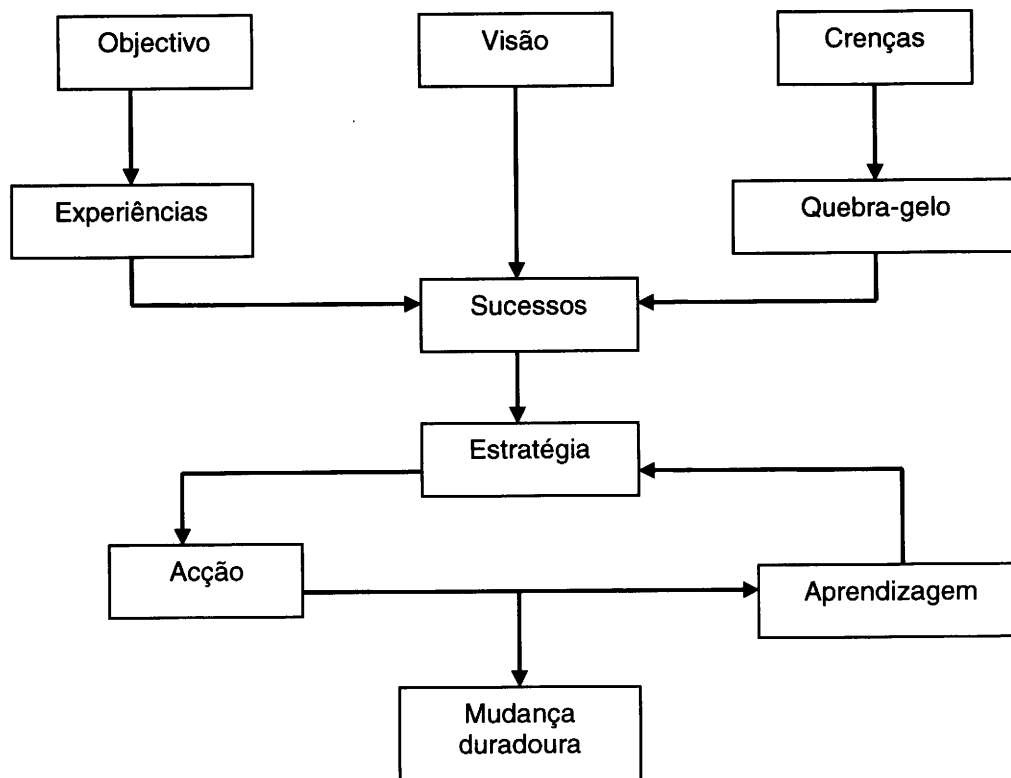 Objectivo
Visão
Crenças
Experiências
Quebra-gelo
Sucessos
Estratégia
Acção
Aprendizagem
Mudança
duradoura